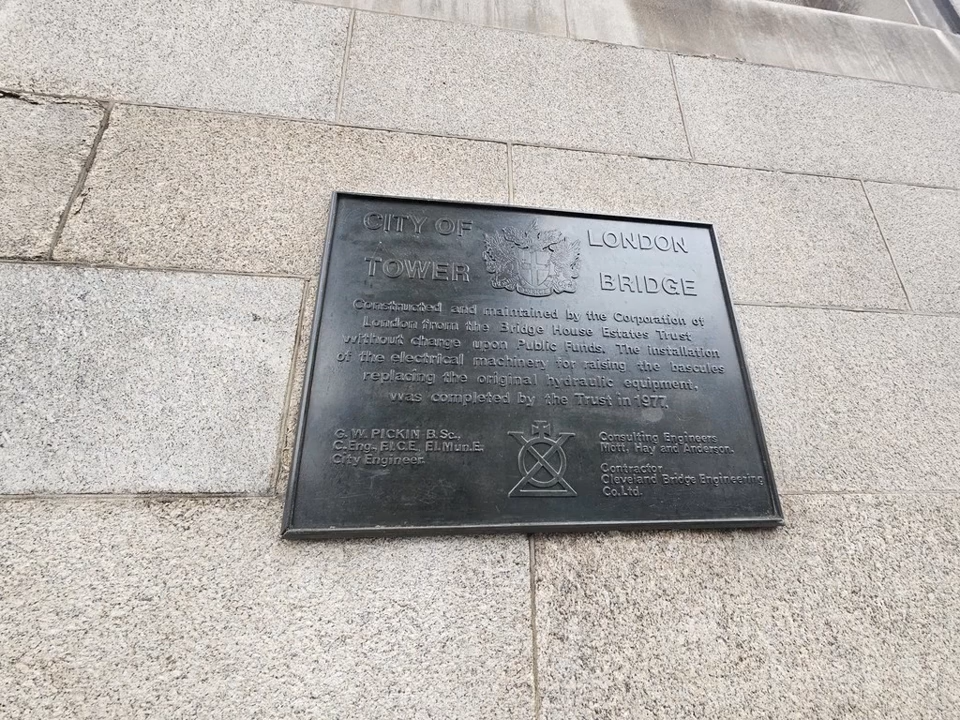 CITY OF LONDON
TOWER BRIDGE
Constructed and maintained by the Corporation of
London from the Bridge House Estates Trust
without charge upon Public Funds. The installation
of the electrical machinery for raising the bascules
replacing the original hydraulic equipment,
was completed by the Trust in 1977.
G. W. PICKIN B.Sc.,
C.Eng., F.I.C.E., F.I.Mun.E.
City Engineer.
Consulting Engineers
Mott, Hay and Anderson.
Contractor
Cleveland Bridge Engineering
Co. Ltd.